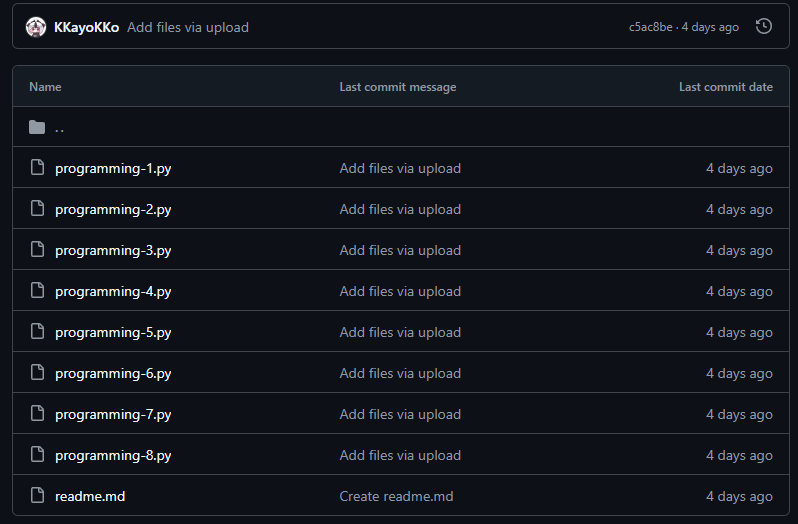 KKayoKKo Add files via upload c5ac8be · 4 days ago
Name Last commit message Last commit date
..
programming-1.py Add files via upload 4 days ago
programming-2.py Add files via upload 4 days ago
programming-3.py Add files via upload 4 days ago
programming-4.py Add files via upload 4 days ago
programming-5.py Add files via upload 4 days ago
programming-6.py Add files via upload 4 days ago
programming-7.py Add files via upload 4 days ago
programming-8.py Add files via upload 4 days ago
readme.md Create readme.md 4 days ago